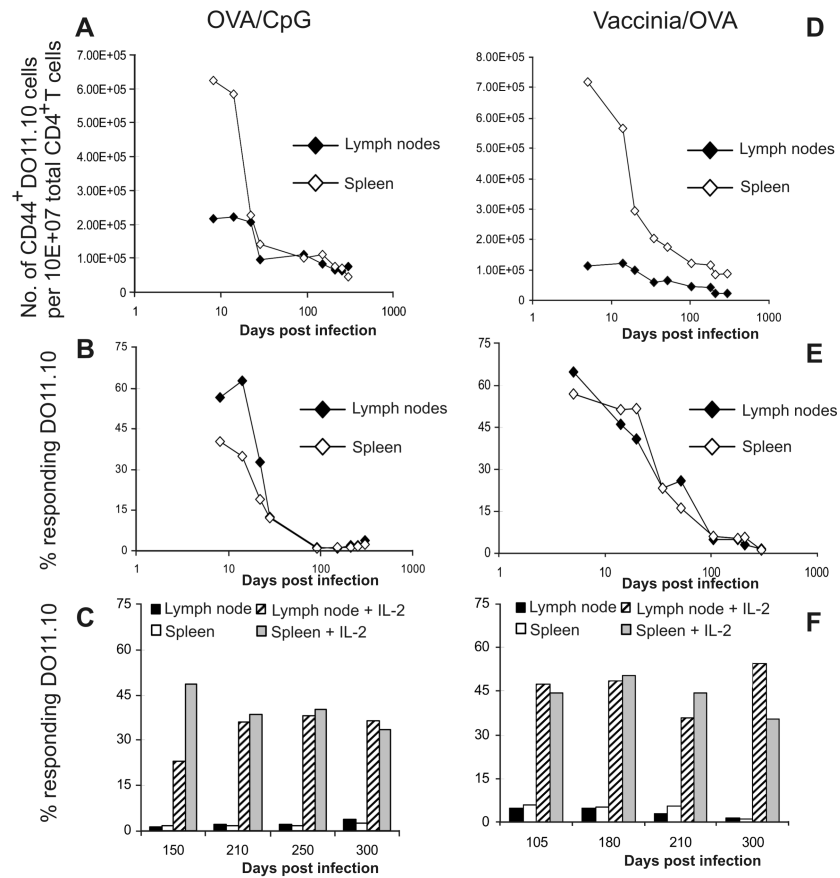 OVA/CpG
Vaccinia/OVA
A
No. of CD44+DO11.10 cells
per 10E+07 total CD4+T cells
7.00E+05
6.00E+05
5.00E+05
4.00E+05
3.00E+05
2.00E+05
1.00E+05
0
1 10 100 1000
Days post infection
Lymph nodes
Spleen
D
8.00E+05
7.00E+05
6.00E+05
5.00E+05
4.00E+05
3.00E+05
2.00E+05
1.00E+05
0
1 10 100 1000
Days post infection
Lymph nodes
Spleen
B
% responding DO11.10
75
60
45
30
15
0
1 10 100 1000
Days post infection
Lymph nodes
Spleen
E
75
60
45
30
15
0
1 10 100 1000
Days post infection
Lymph nodes
Spleen
C
% responding DO11.10
75
60
45
30
15
0
Lymph node Lymph node + IL-2
Spleen Spleen + IL-2
150 210 250 300
Days post infection
F
75
60
45
30
15
0
Lymph node Lymph node + IL-2
Spleen Spleen + IL-2
105 180 210 300
Days post infection